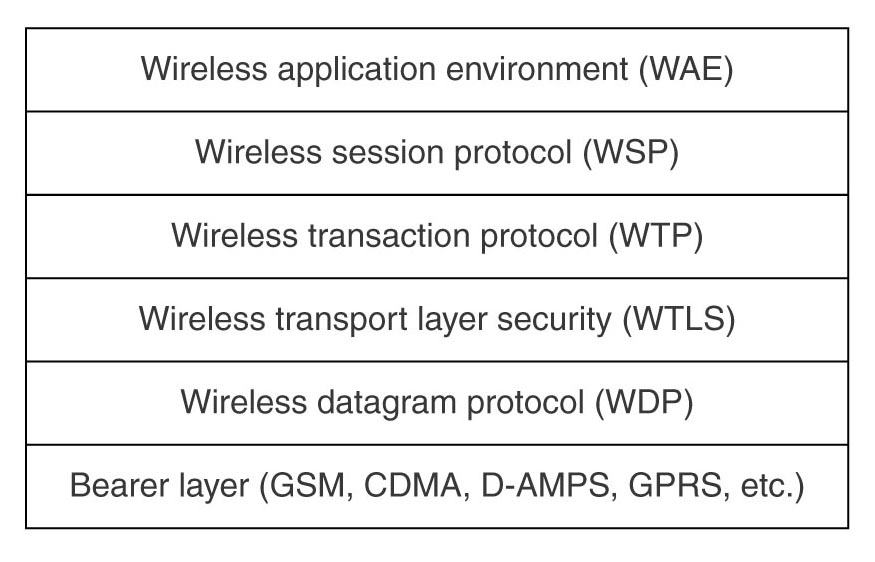 Wireless application environment (WAE)
Wireless session protocol (WSP)
Wireless transaction protocol (WTP)
Wireless transport layer security (WTLS)
Wireless datagram protocol (WDP)
Bearer layer (GSM, CDMA, D-AMPS, GPRS, etc.)